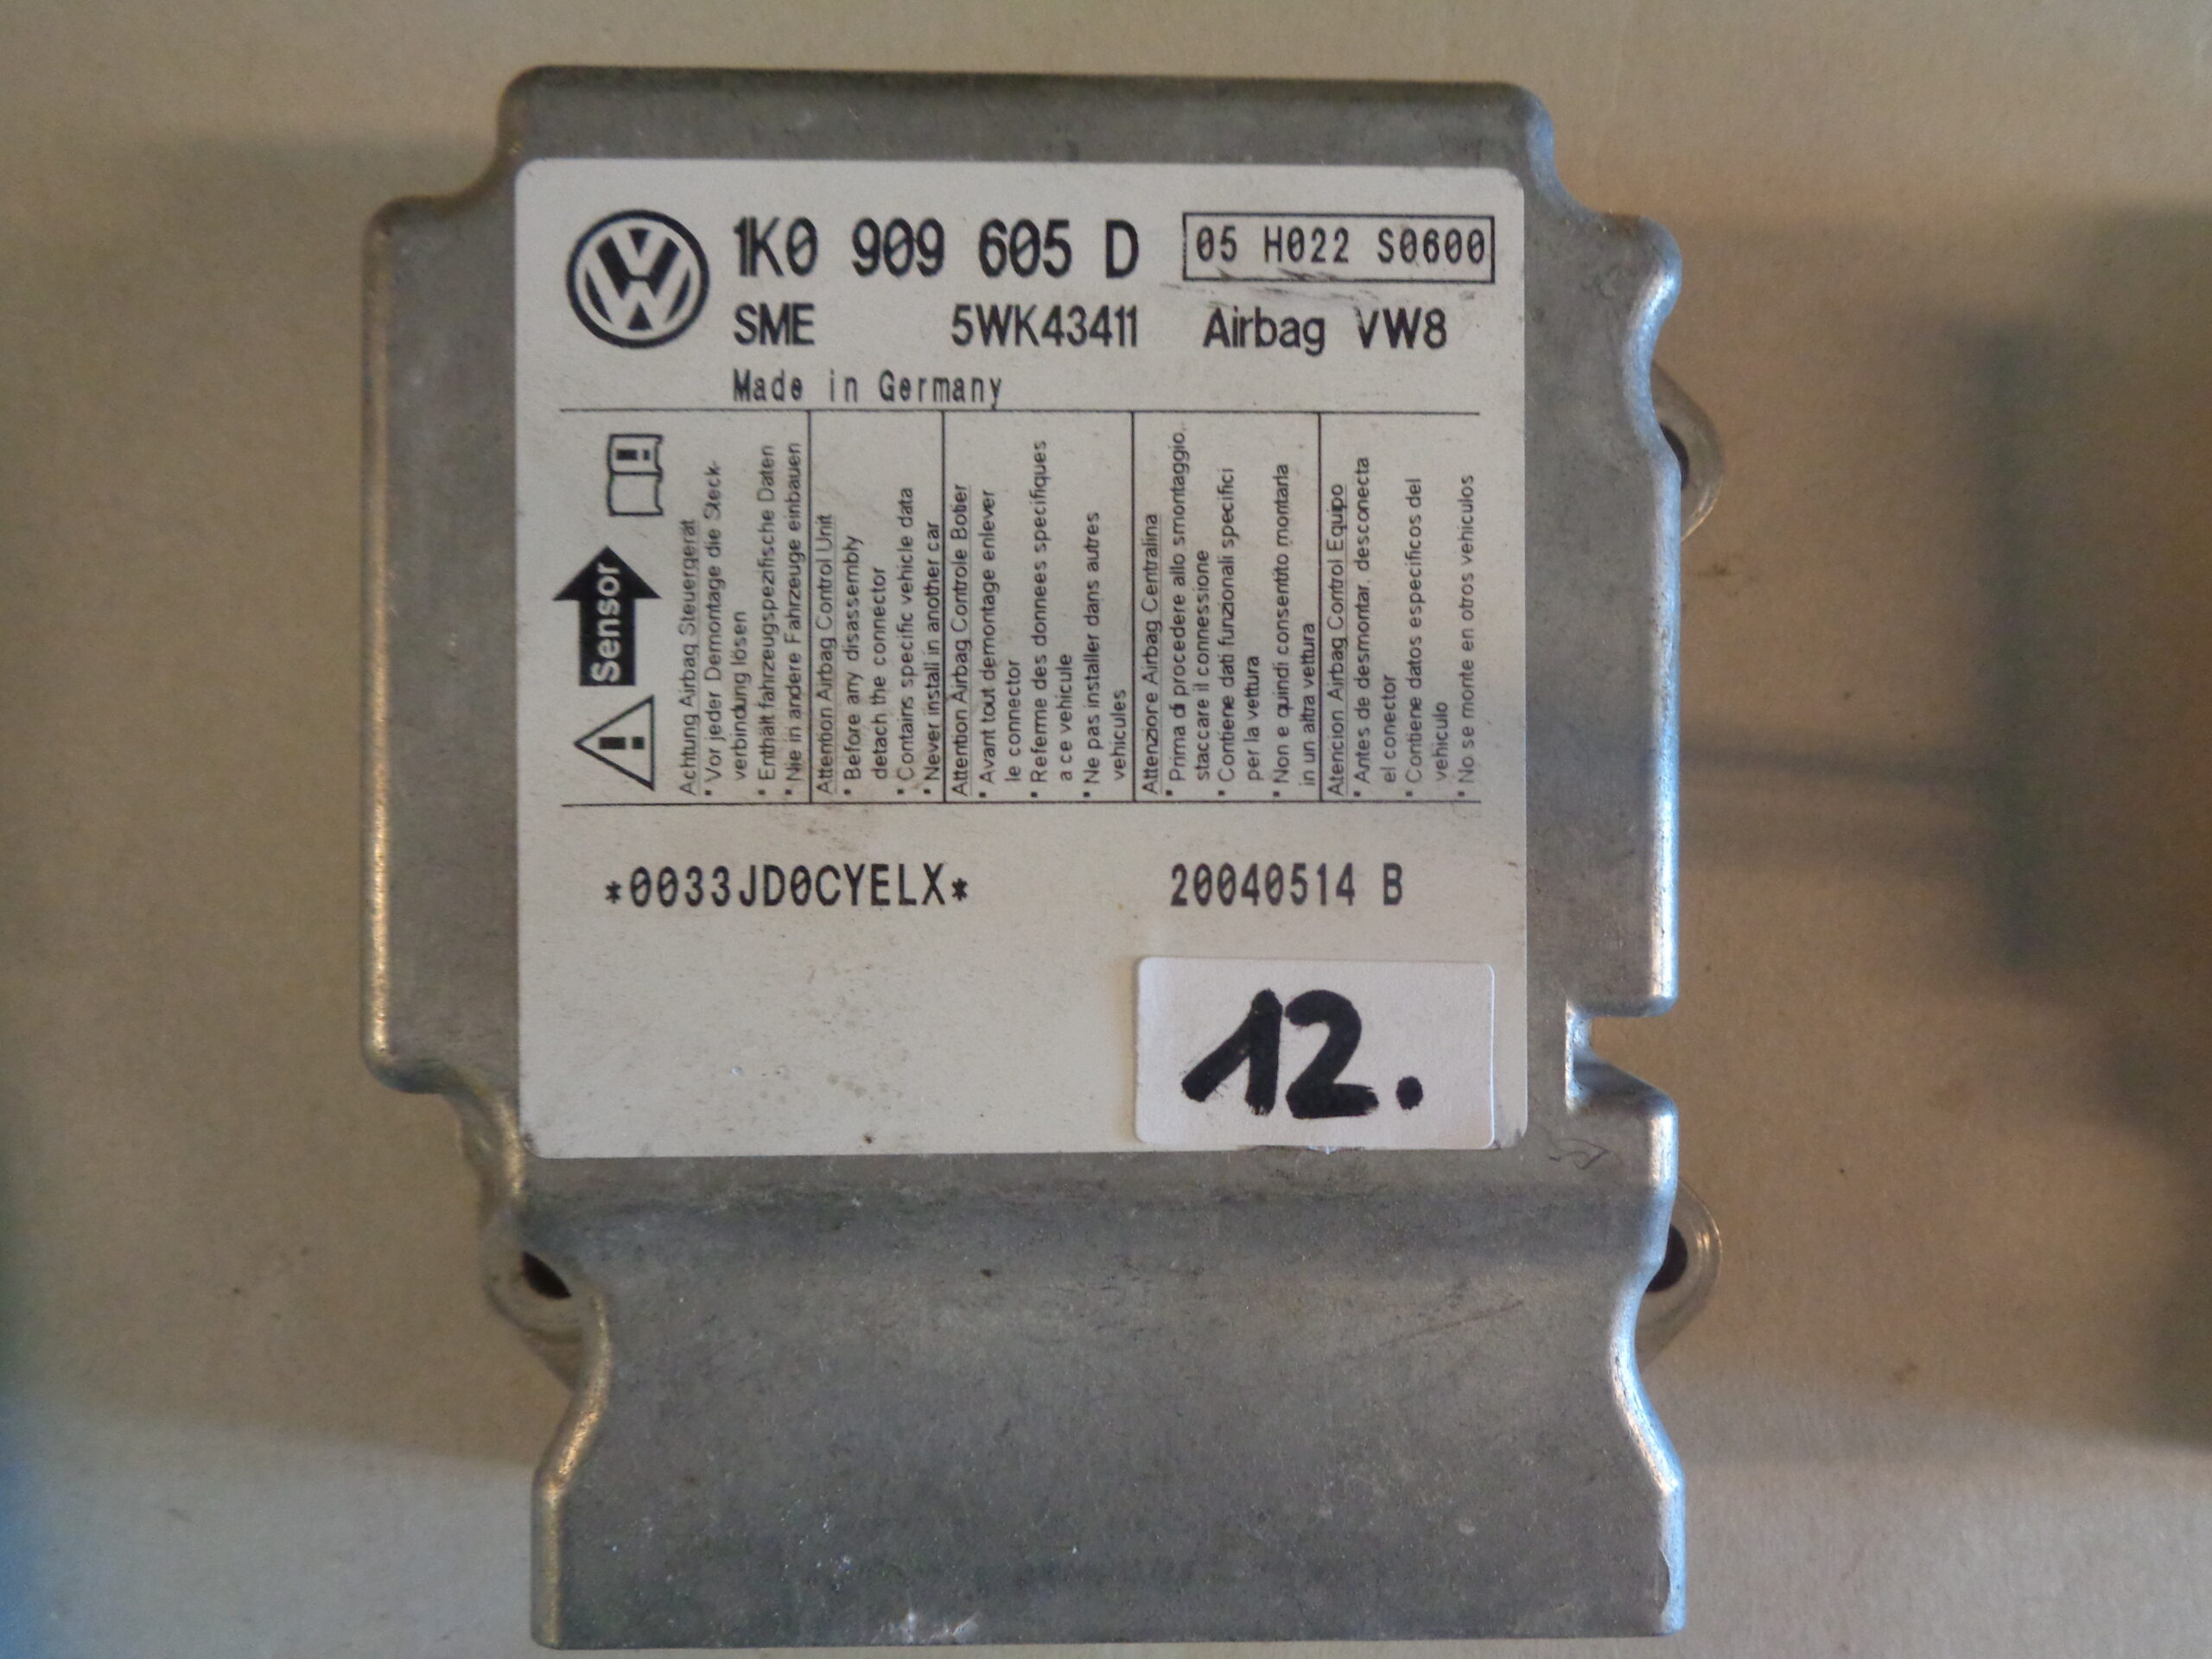 1K0 909 605 D
05 H022 S0600
SME 5WK43411 Airbag VW8
Made in Germany
Sensor
Achtung Airbag Steuergerät
* Vor jeder Demontage die Steck-
verbindung lösen
* Enthält fahrzeugspezifische Daten
* Nie in andere Fahrzeuge einbauen
Attention Airbag Control Unit
* Before any disassembly
detach the connector
* Contains specific vehicle data
* Never install in another car
Attention Airbag Controle Botier
* Avant tout demontage enlever
le connector
* Referme des donnees specifiques
a ce vehicule
* Ne pas installer dans autres
vehicules
Attenzione Airbag Centralina
* Prima di procedere allo smontaggio,
staccare il connessione
* Contiene dati funzionali specifici
per la vettura
* Non e quindi consentito montarla
in un altra vettura
Atencion Airbag Control Equipo
* Antes de desmontar, desconecta
el conector
* Contiene datos especificos del
vehiculo
* No se monte en otros vehiculos
*0033JD0CYELX* 20040514 B
12.